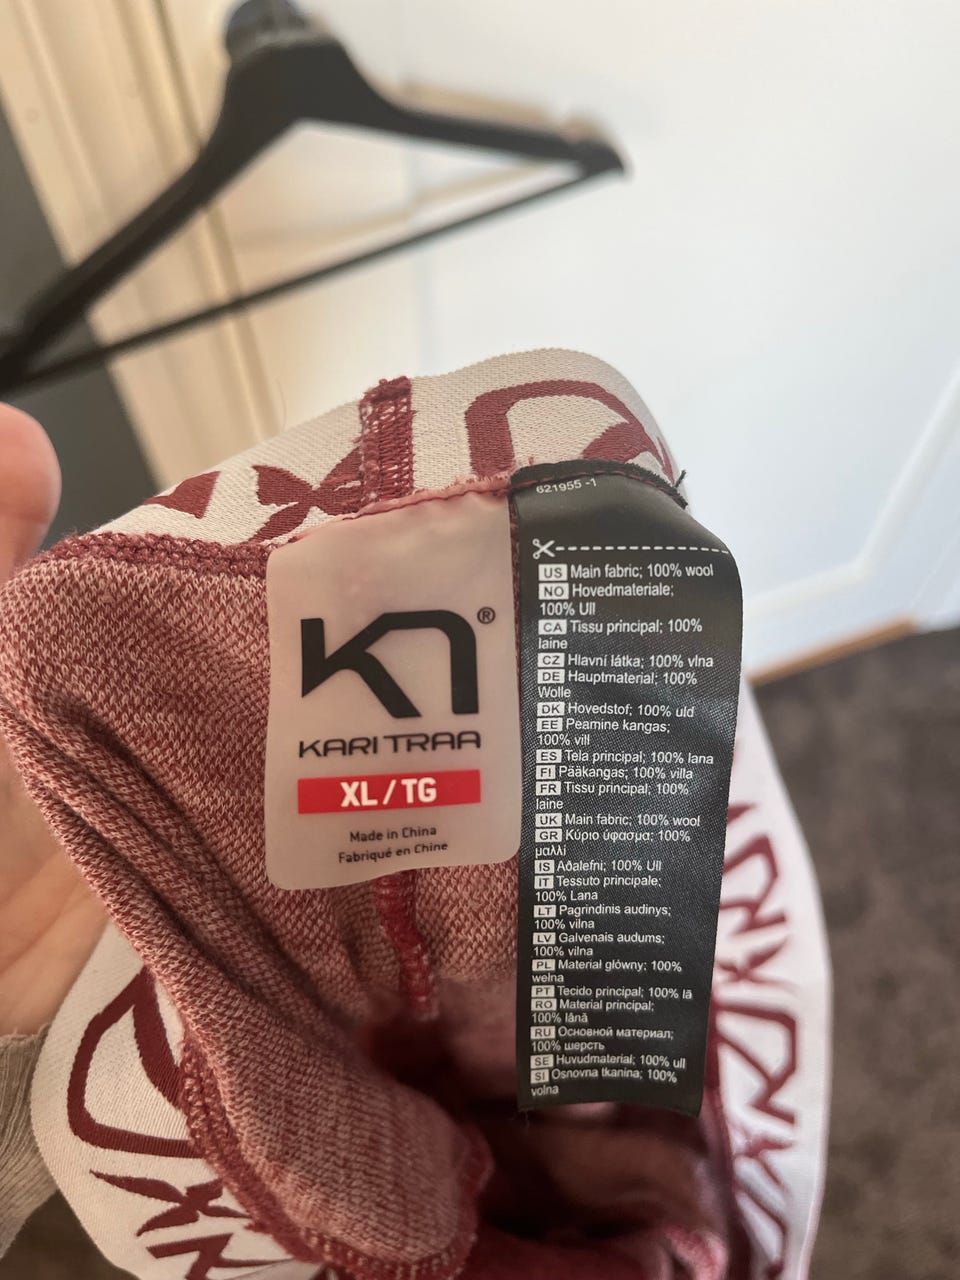 KARI TRAA
®
XL / TG
Made in China
Fabriqué en Chine
621955 -1
US Main fabric; 100% wool
NO Hovedmateriale;
100% Ull
CA Tissu principal; 100%
laine
CZ Hlavní látka; 100% vlna
DE Hauptmaterial; 100%
Wolle
DK Hovedstof; 100% uld
EE Peamine kangas;
100% vill
ES Tela principal; 100% lana
FI Pääkangas; 100% villa
FR Tissu principal; 100%
laine
UK Main fabric; 100% wool
GR Κύριο ύφασμα; 100%
μαλλί
IS Aðalefni; 100% Ull
IT Tessuto principale;
100% Lana
LT Pagrindinis audinys;
100% vilna
LV Galvenais audums;
100% vilna
PL Materiał główny; 100%
wełna
PT Tecido principal; 100% lã
RO Material principal;
100% lână
RU Основной материал;
100% шерсть
SE Huvudmaterial; 100% ull
SI Osnovna tkanina; 100%
volna